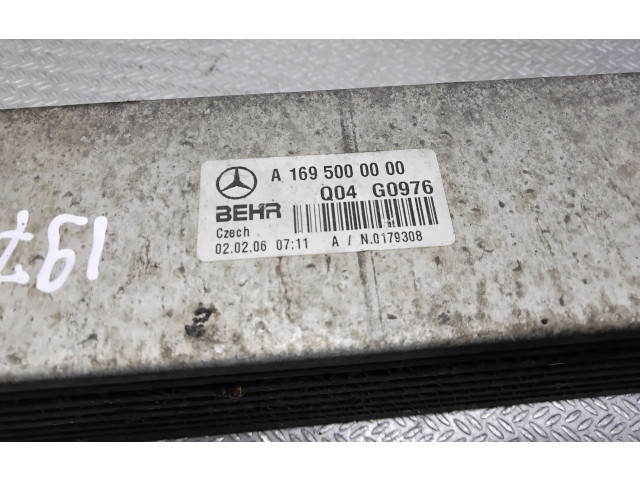 A 169 500 00 00
Q04 G0976
BEHR
Czech
02.02.06 07:11 A / N.0179308
197